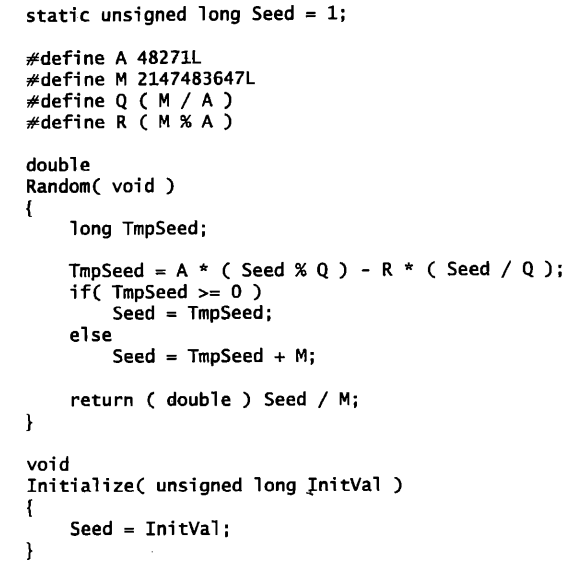 static unsigned long Seed = 1;
#define A 48271L
#define M 2147483647L
#define Q ( M / A )
#define R ( M % A )
double
Random( void )
{
long TmpSeed;
TmpSeed = A * ( Seed % Q ) - R * ( Seed / Q );
if( TmpSeed >= 0 )
Seed = TmpSeed;
else
Seed = TmpSeed + M;
return ( double ) Seed / M;
}
void
Initialize( unsigned long InitVal )
{
Seed = InitVal;
}